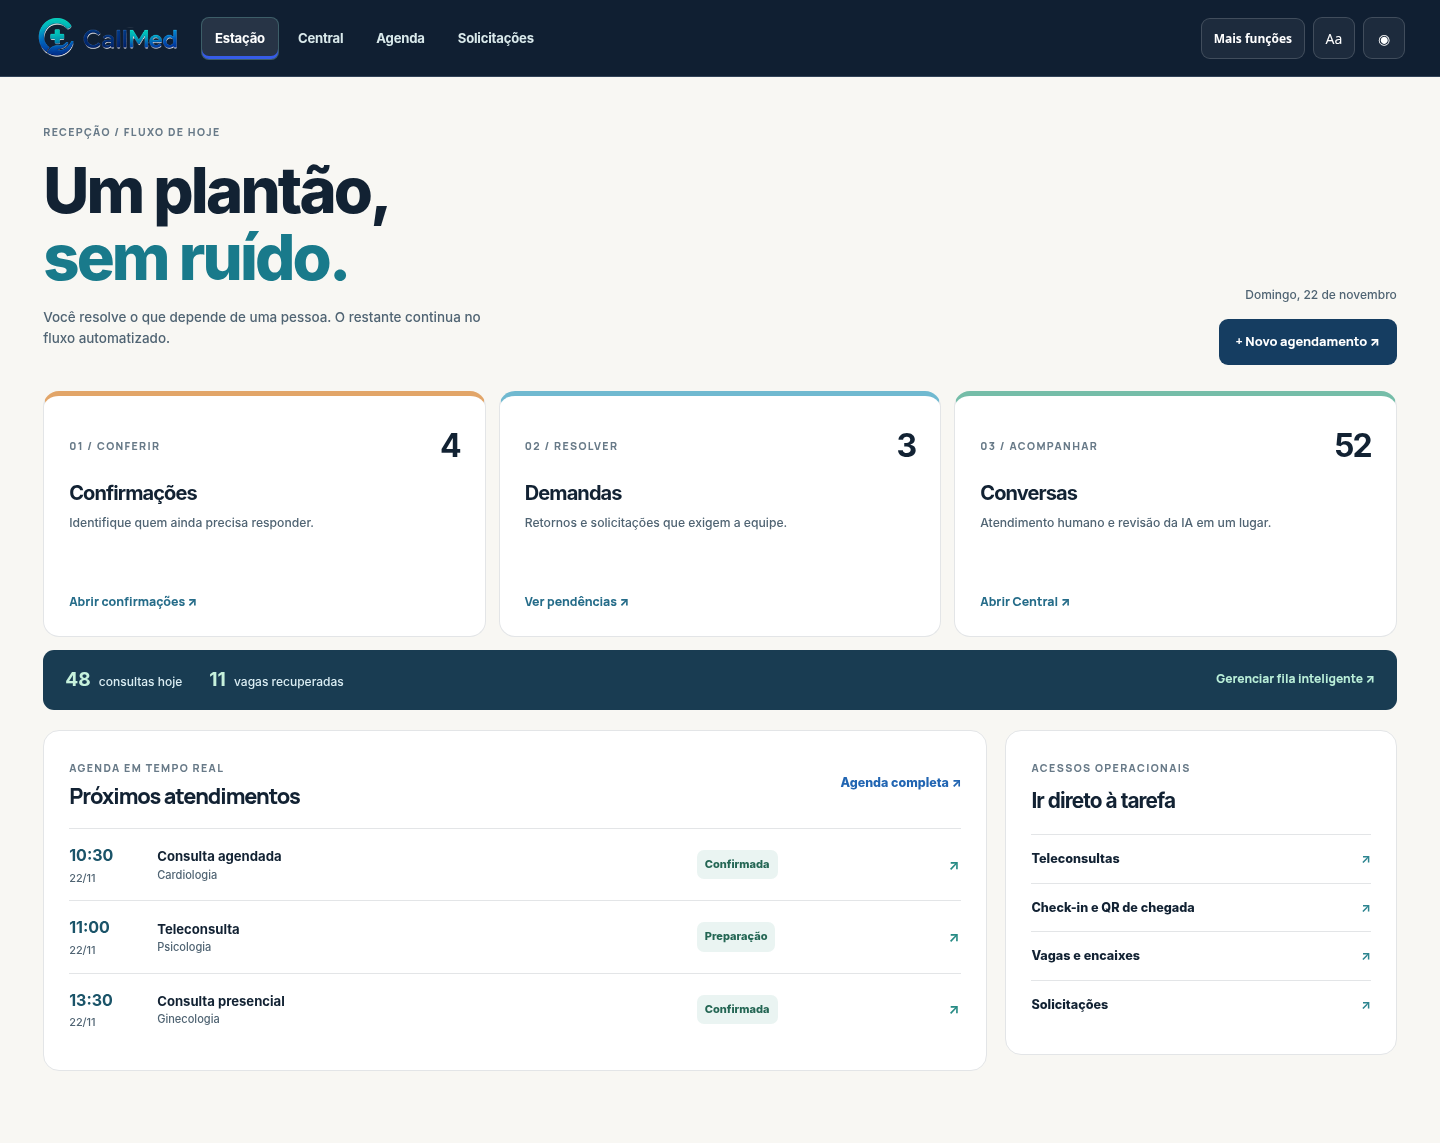 CallMed
Estação
Central
Agenda
Solicitações
Mais funções
Aa
RECEPÇÃO / FLUXO DE HOJE
Um plantão,
sem ruído.
Você resolve o que depende de uma pessoa. O restante continua no
fluxo automatizado.
Domingo, 22 de novembro
+ Novo agendamento ↗
01 / CONFERIR
4
Confirmações
Identifique quem ainda precisa responder.
Abrir confirmações ↗
02 / RESOLVER
3
Demandas
Retornos e solicitações que exigem a equipe.
Ver pendências ↗
03 / ACOMPANHAR
52
Conversas
Atendimento humano e revisão da IA em um lugar.
Abrir Central ↗
48 consultas hoje
11 vagas recuperadas
Gerenciar fila inteligente ↗
AGENDA EM TEMPO REAL
Próximos atendimentos
Agenda completa ↗
10:30
22/11
Consulta agendada
Cardiologia
Confirmada
↗
11:00
22/11
Teleconsulta
Psicologia
Preparação
↗
13:30
22/11
Consulta presencial
Ginecologia
Confirmada
↗
ACESSOS OPERACIONAIS
Ir direto à tarefa
Teleconsultas ↗
Check-in e QR de chegada ↗
Vagas e encaixes ↗
Solicitações ↗